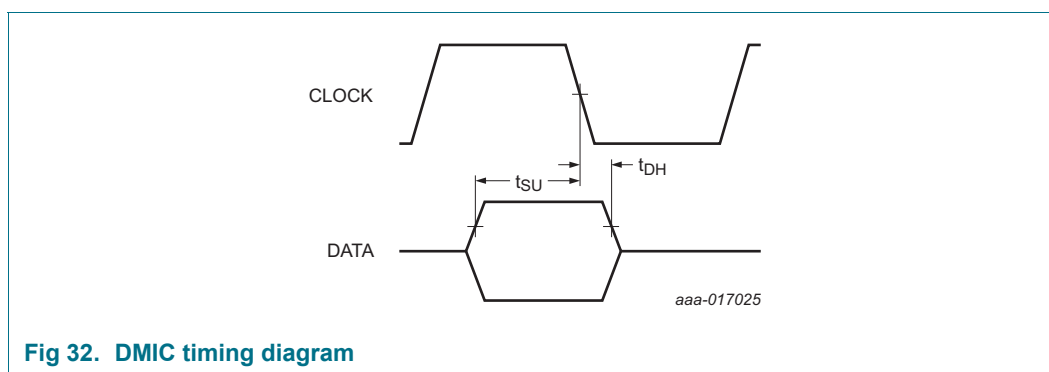 CLOCK
tDH
tSU
DATA
aaa-017025
Fig 32. DMIC timing diagram